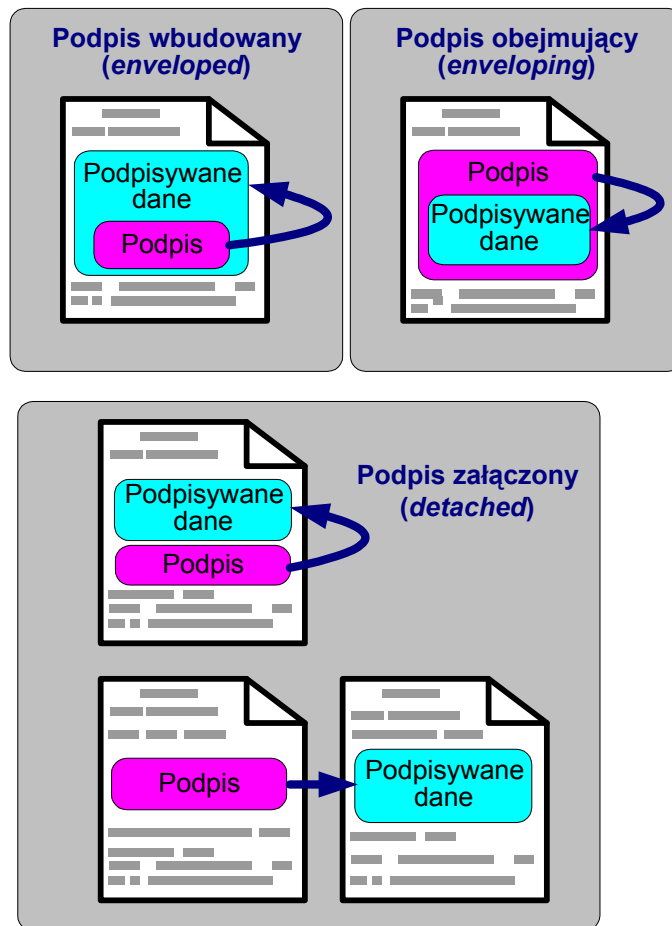 Podpis wbudowany
(enveloped)
Podpisywane
dane
Podpis
Podpis obejmujący
(enveloping)
Podpis
Podpisywane
dane
Podpis załączony
(detached)
Podpisywane
dane
Podpis
Podpis
Podpisywane
dane